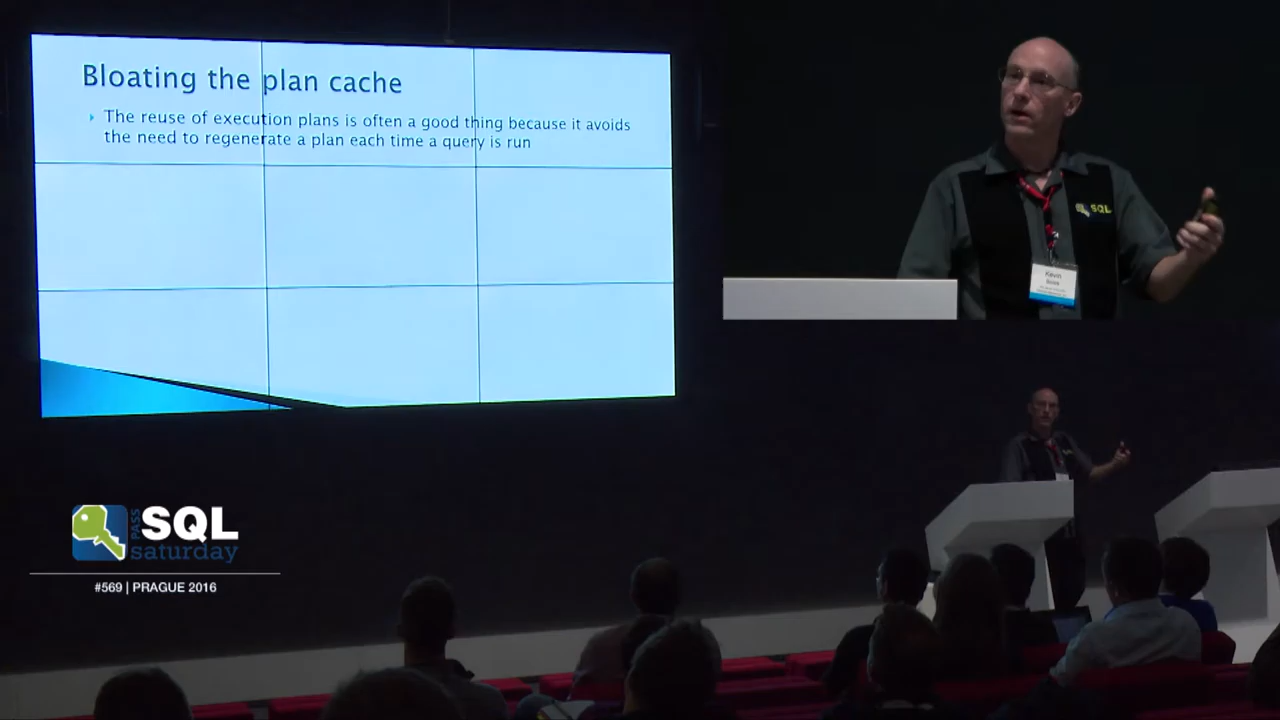 Bloating the plan cache
The reuse of execution plans is often a good thing because it avoids
the need to regenerate a plan each time a query is run
SQL
Kevin
PASS
SQL
saturday
#569 | PRAGUE 2016